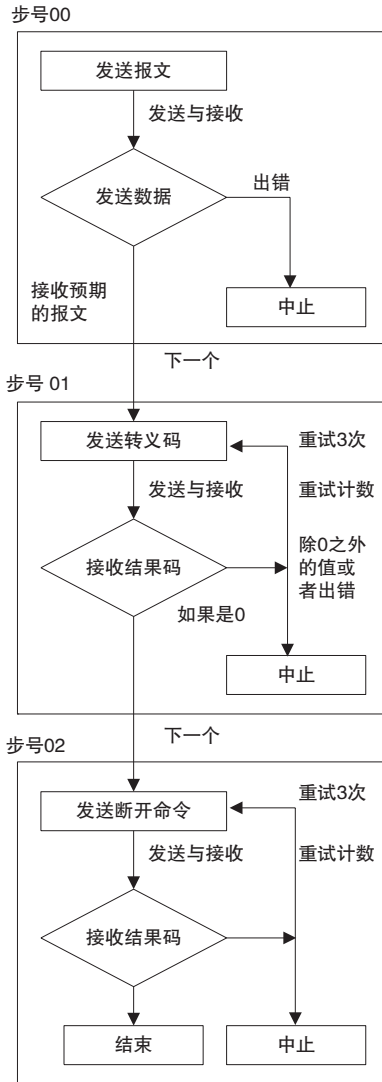 步号00
发送报文
发送与接收
发送数据
出错
接收预期
的报文
中止
下一个
步号 01
发送转义码
重试3次
发送与接收
重试计数
接收结果码
除0之外
的值或
者出错
如果是0
中止
下一个
步号02
发送断开命令
重试3次
发送与接收
重试计数
接收结果码
结束
中止